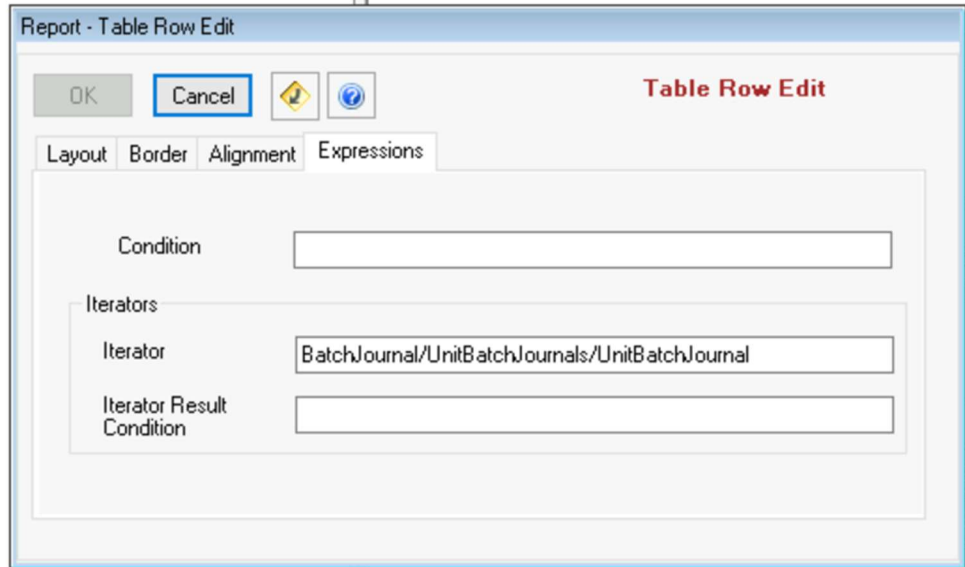 Report - Table Row Edit
OK Cancel Table Row Edit
Layout Border Alignment Expressions
Condition
Iterators
Iterator BatchJournal/UnitBatchJournals/UnitBatchJournal
Iterator Result
Condition